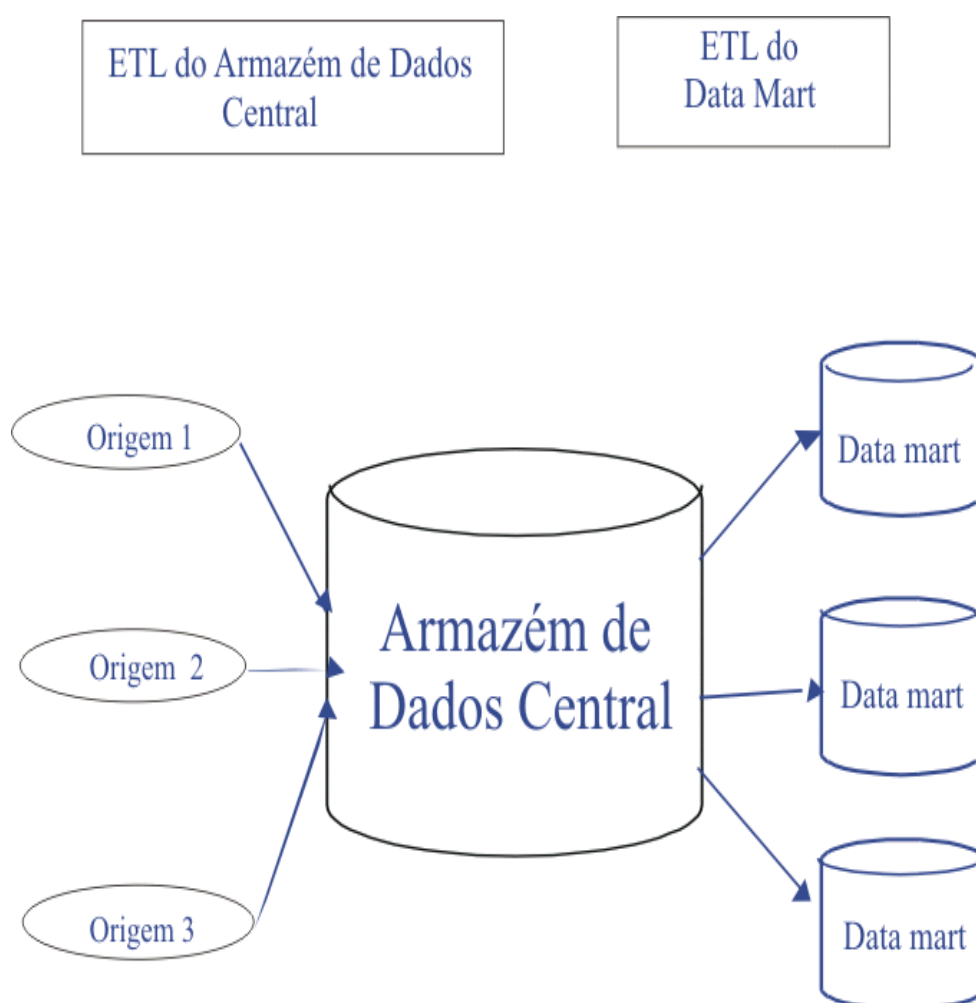 ETL do Armazém de Dados
Central
ETL do
Data Mart
Origem 1
Origem 2
Origem 3
Armazém de
Dados Central
Data mart
Data mart
Data mart